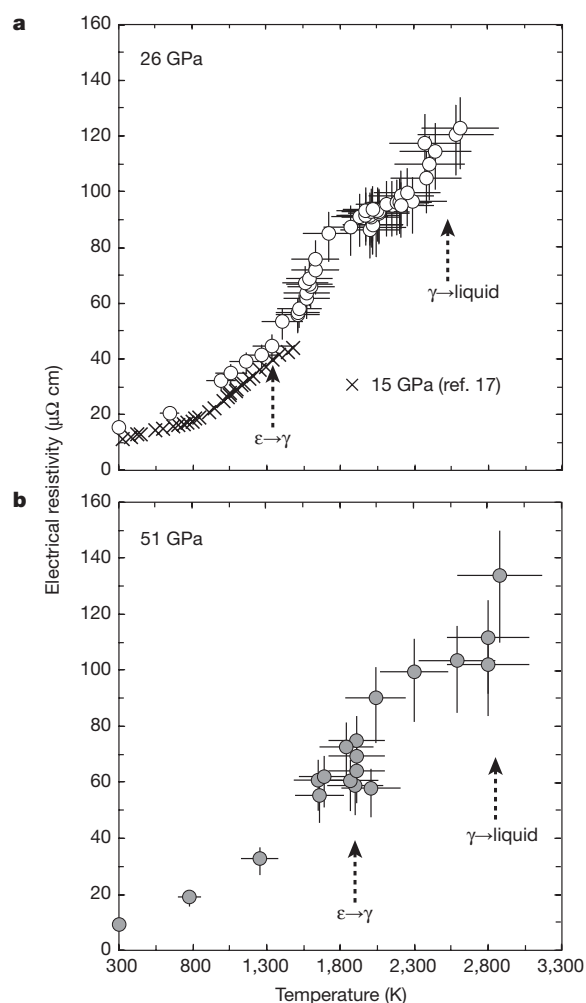 a
160
26 GPa
140
120
100
80
γ→liquid
60
40
× 15 GPa (ref. 17)
20
ε→γ
0
Electrical resistivity (μΩ cm)
b
160
51 GPa
140
120
100
80
60
γ→liquid
40
ε→γ
20
0
300 800 1,300 1,800 2,300 2,800 3,300
Temperature (K)